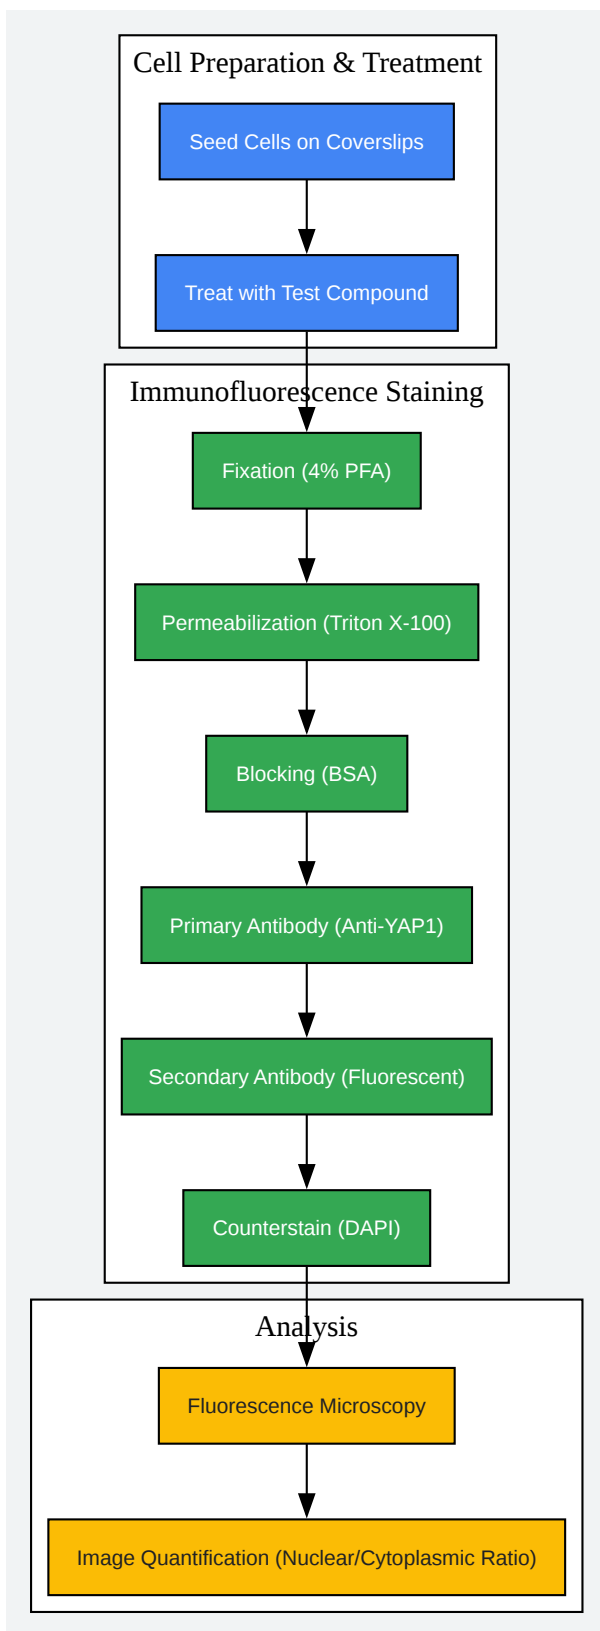 Cell Preparation & Treatment
Seed Cells on Coverslips
Treat with Test Compound
Immunofluorescence Staining
Fixation (4% PFA)
Permeabilization (Triton X-100)
Blocking (BSA)
Primary Antibody (Anti-YAP1)
Secondary Antibody (Fluorescent)
Counterstain (DAPI)
Analysis
Fluorescence Microscopy
Image Quantification (Nuclear/Cytoplasmic Ratio)